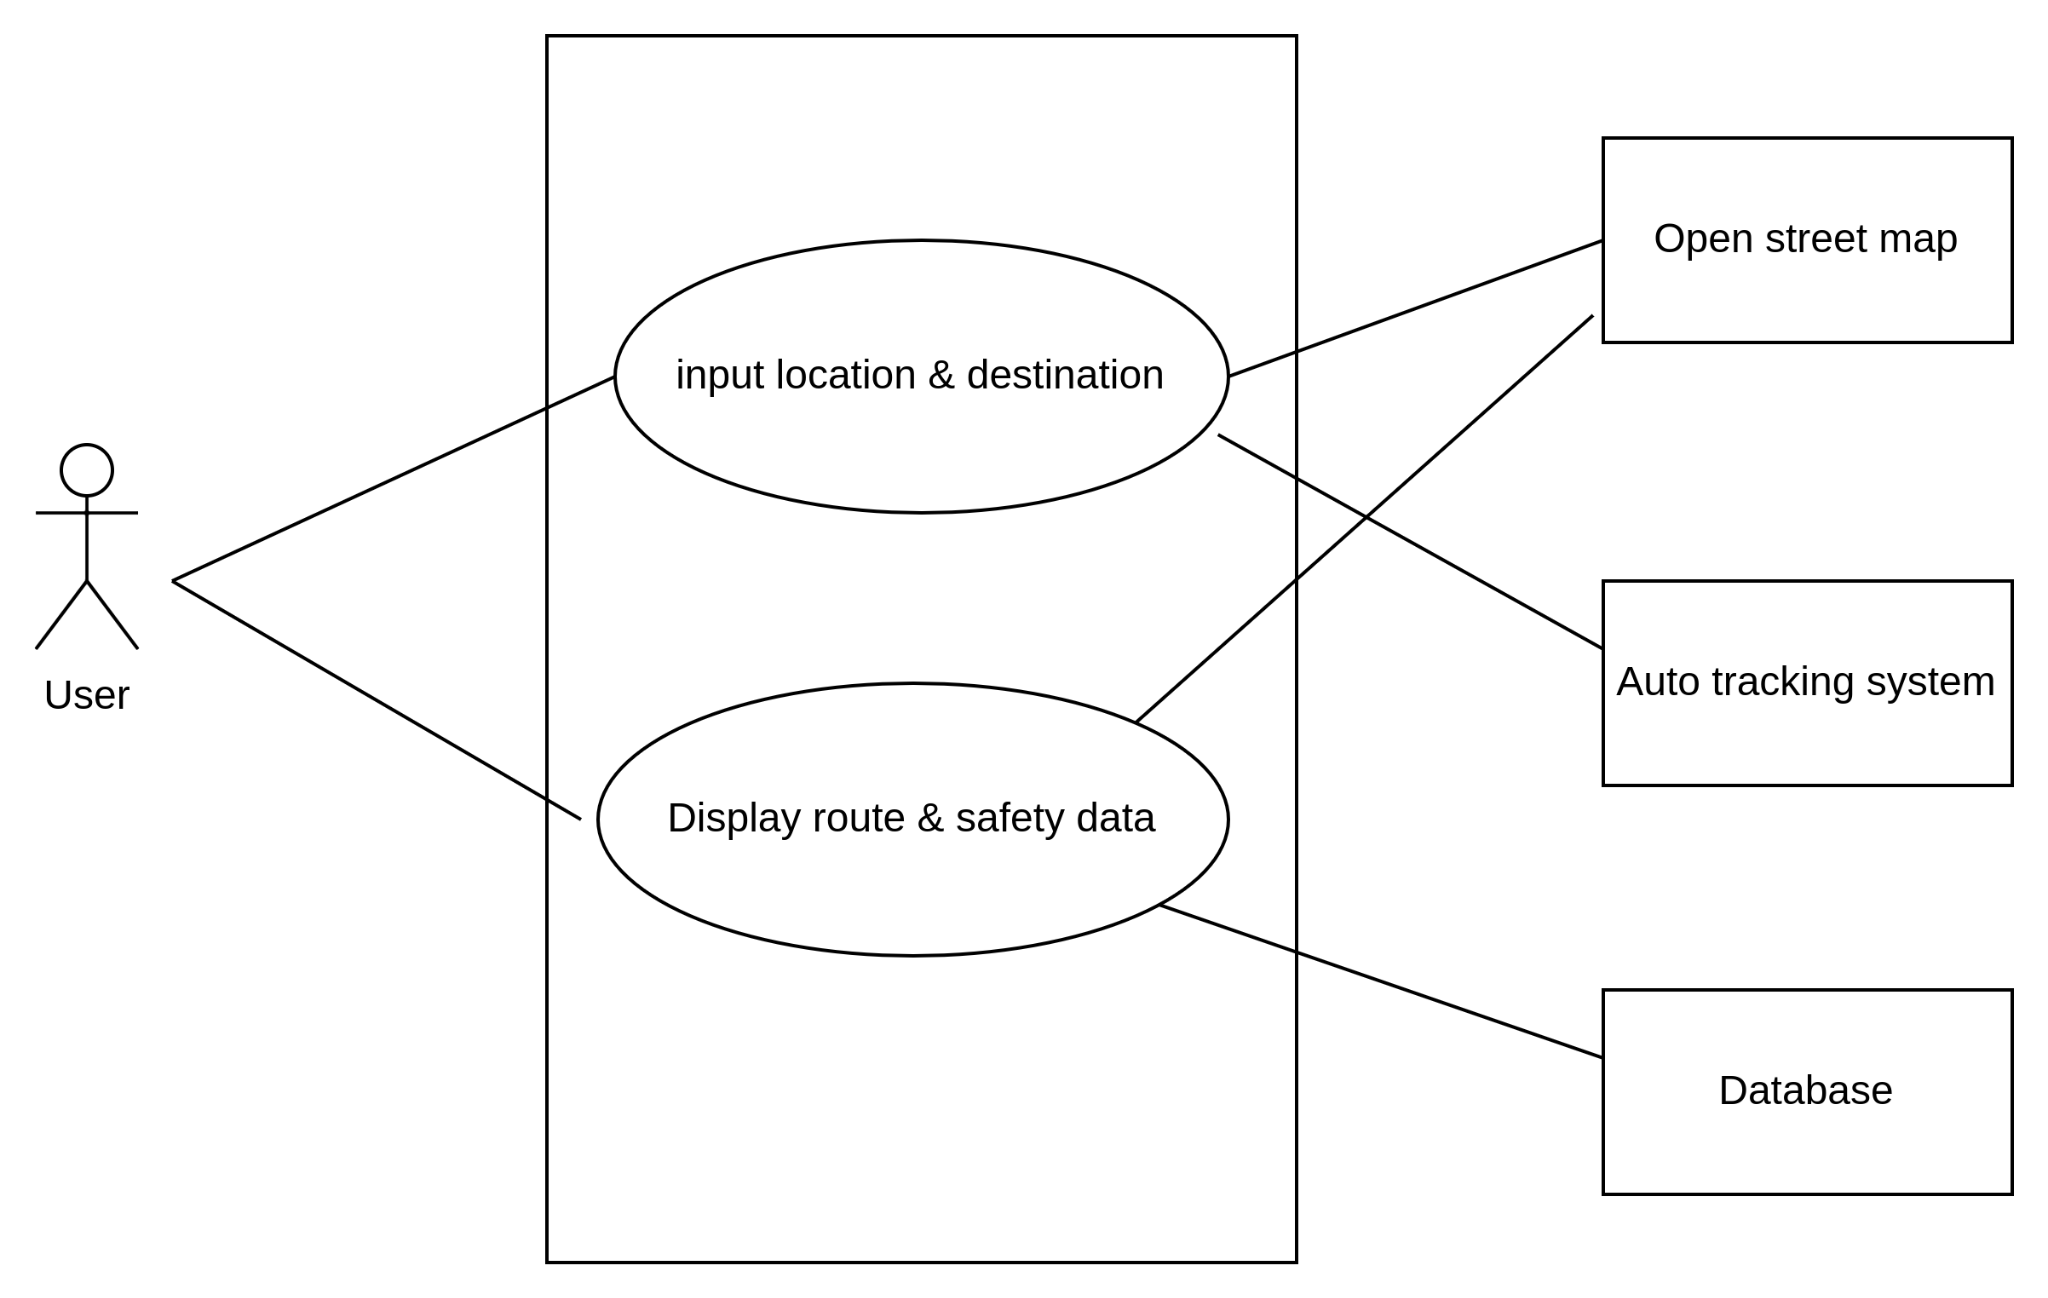 Open street map
input location & destination
User
Auto tracking system
Display route & safety data
Database